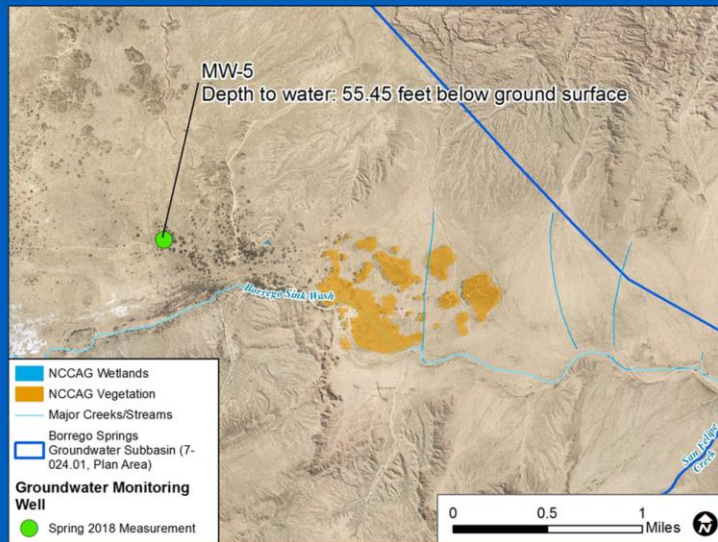 MW-5
Depth to water: 55.45 feet below ground surface
Borrego Sink Wash
San Felipe
Creek
NCCAG Wetlands
NCCAG Vegetation
Major Creeks/Streams
Borrego Springs
Groundwater Subbasin (7-
024.01, Plan Area)
Groundwater Monitoring
Well
Spring 2018 Measurement
0 0.5 1
Miles
N